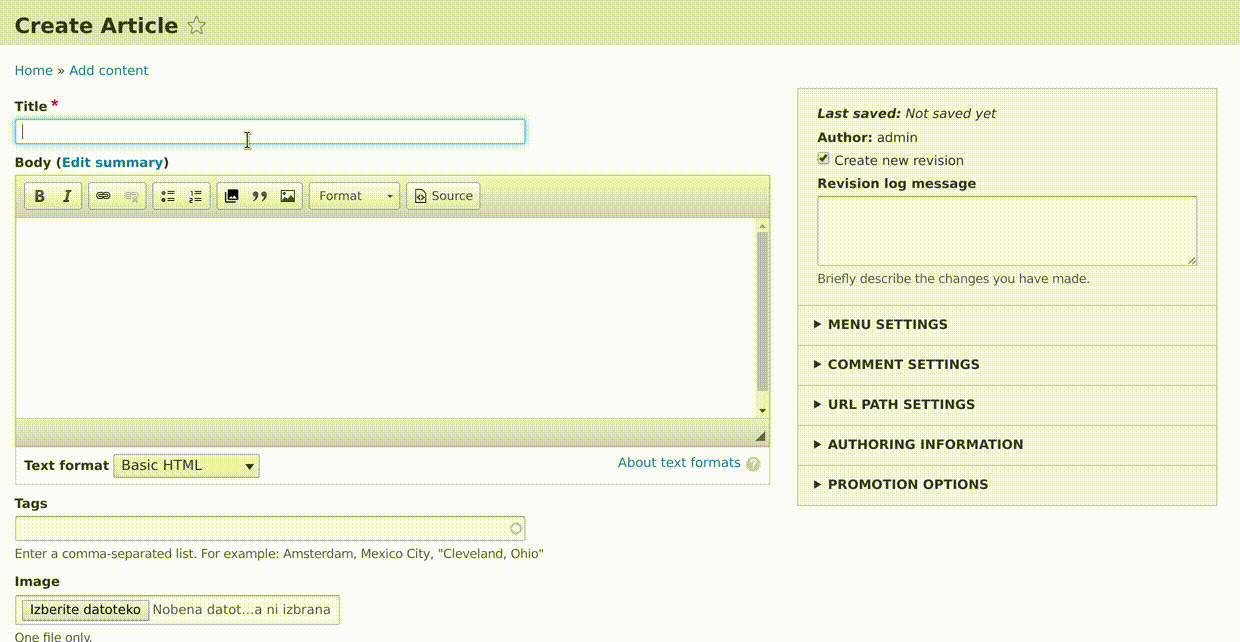 Create Article
Home » Add content
Title *
Body (Edit summary)
B I Format Source
Text format Basic HTML
About text formats ?
Tags
Enter a comma-separated list. For example: Amsterdam, Mexico City, "Cleveland, Ohio"
Image
Izberite datoteko Nobena datot...a ni izbrana
One file only.
Last saved: Not saved yet
Author: admin
Create new revision
Revision log message
Briefly describe the changes you have made.
MENU SETTINGS
COMMENT SETTINGS
URL PATH SETTINGS
AUTHORING INFORMATION
PROMOTION OPTIONS